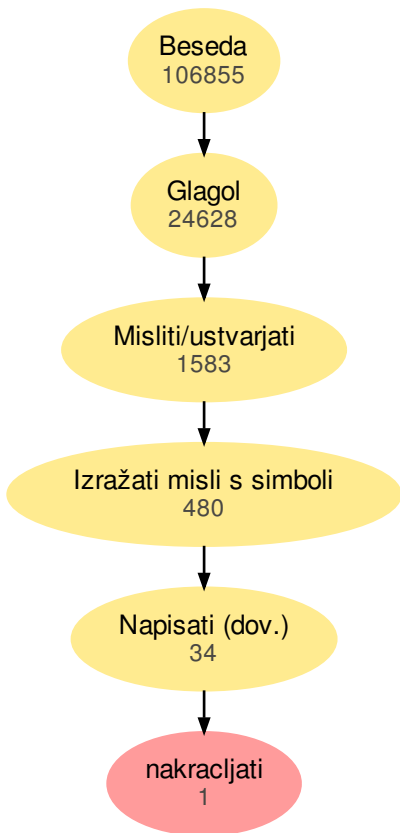 Beseda
106855
Glagol
24628
Misliti/ustvarjati
1583
Izražati misli s simboli
480
Napisati (dov.)
34
nakracljati
1